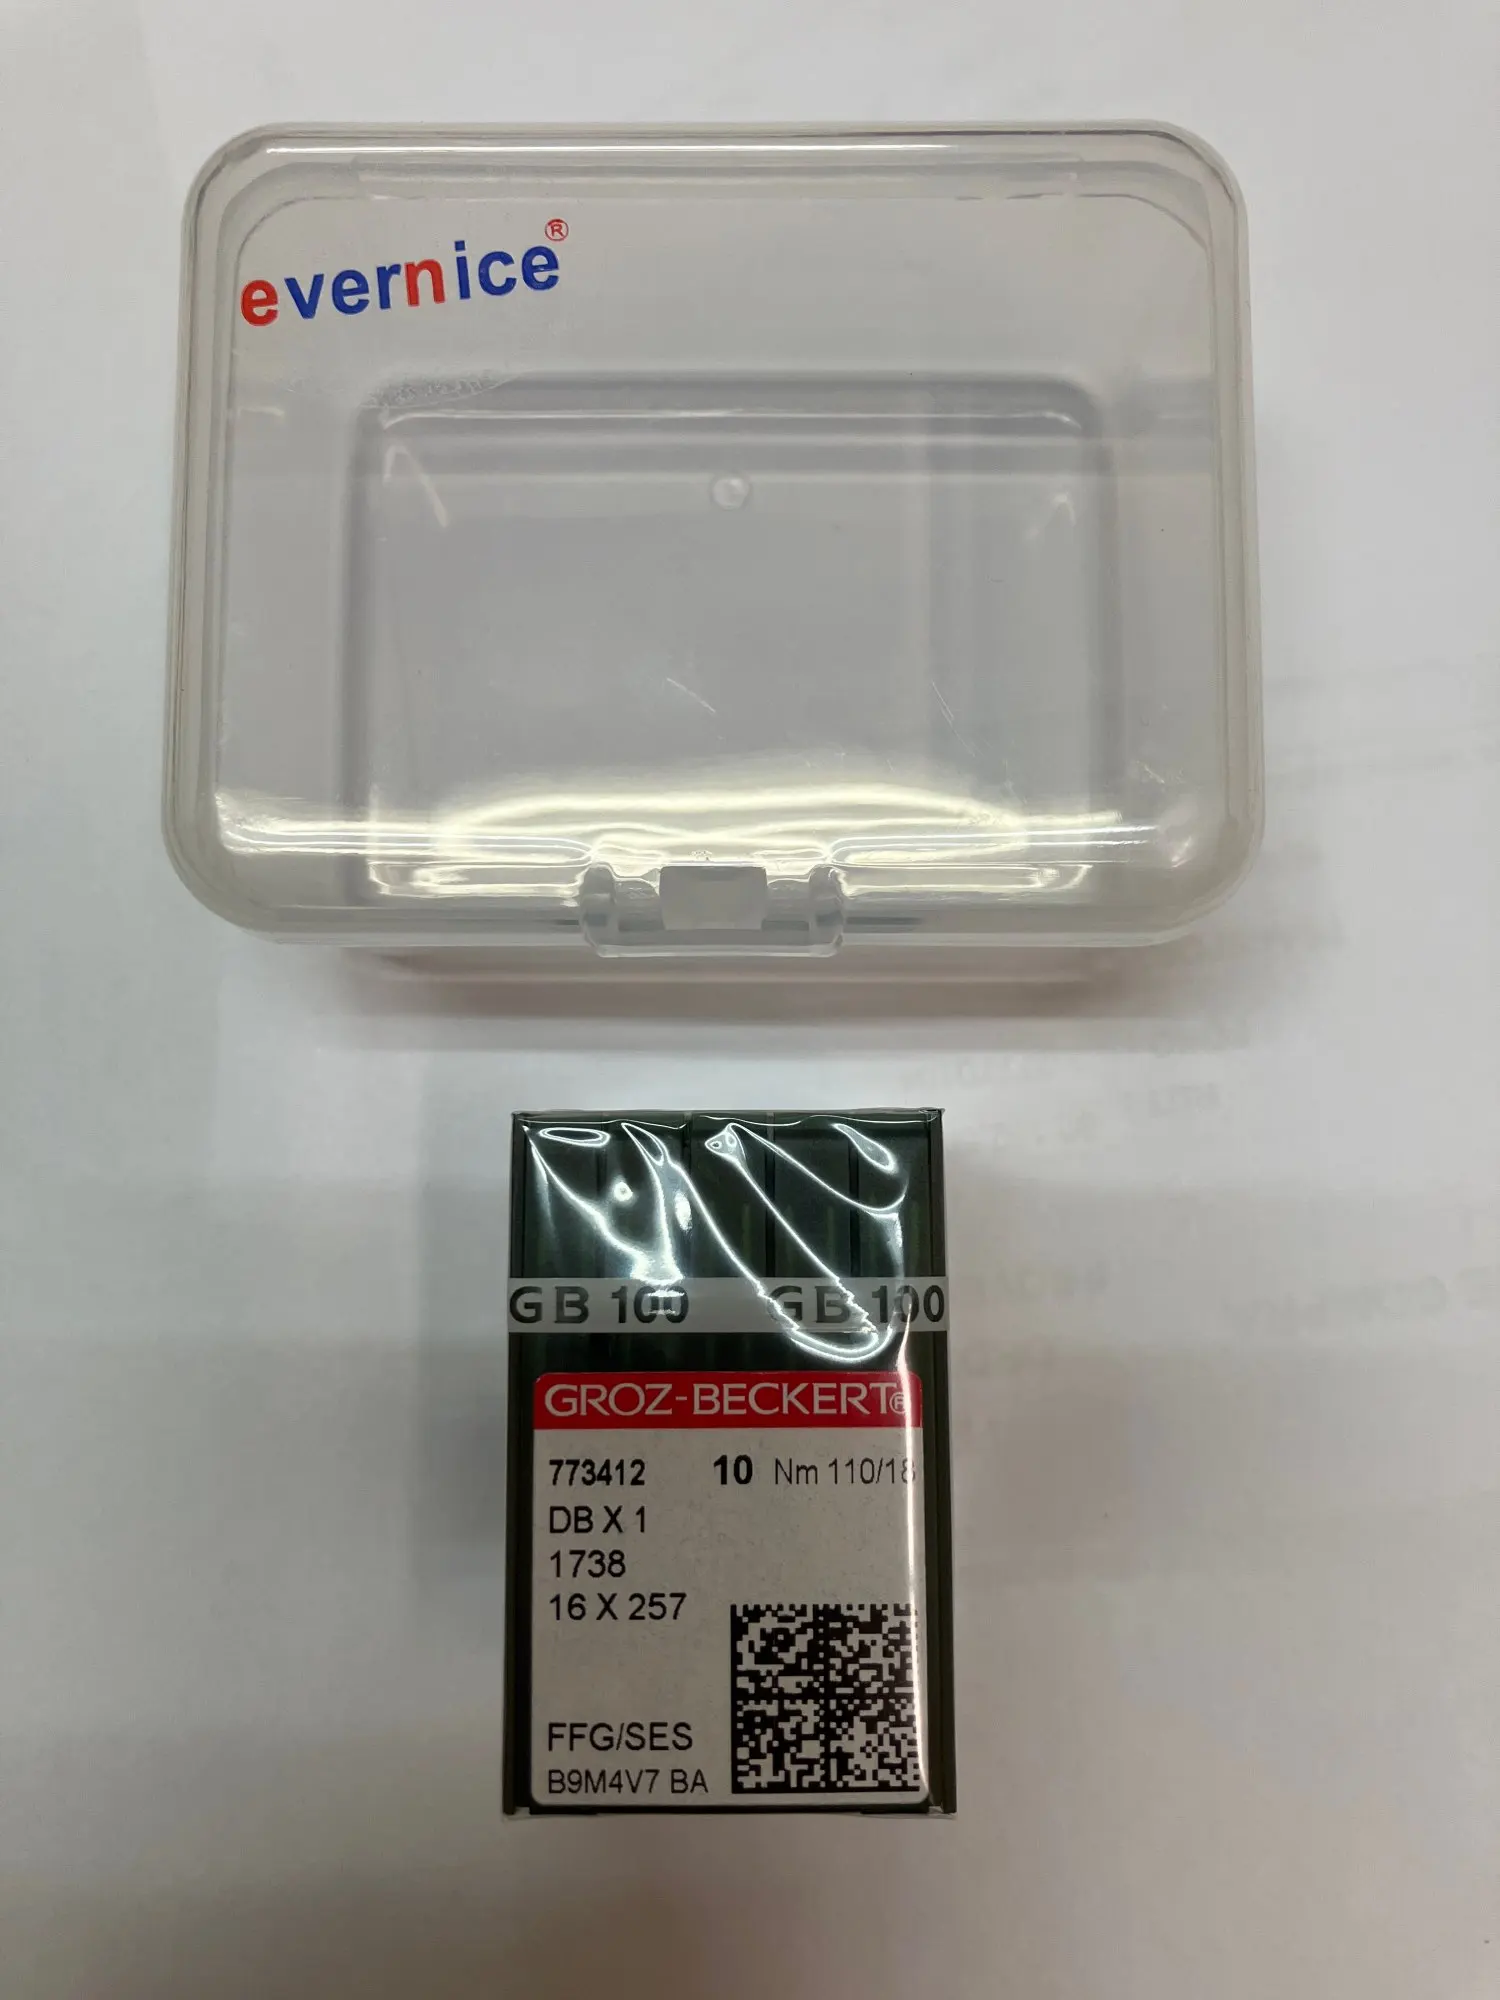 evernice®
GB 100 GB 100
GROZ-BECKERT®
773412 10 Nm 110/18
DB X 1
1738
16 X 257
FFG/SES
B9M4V7 BA